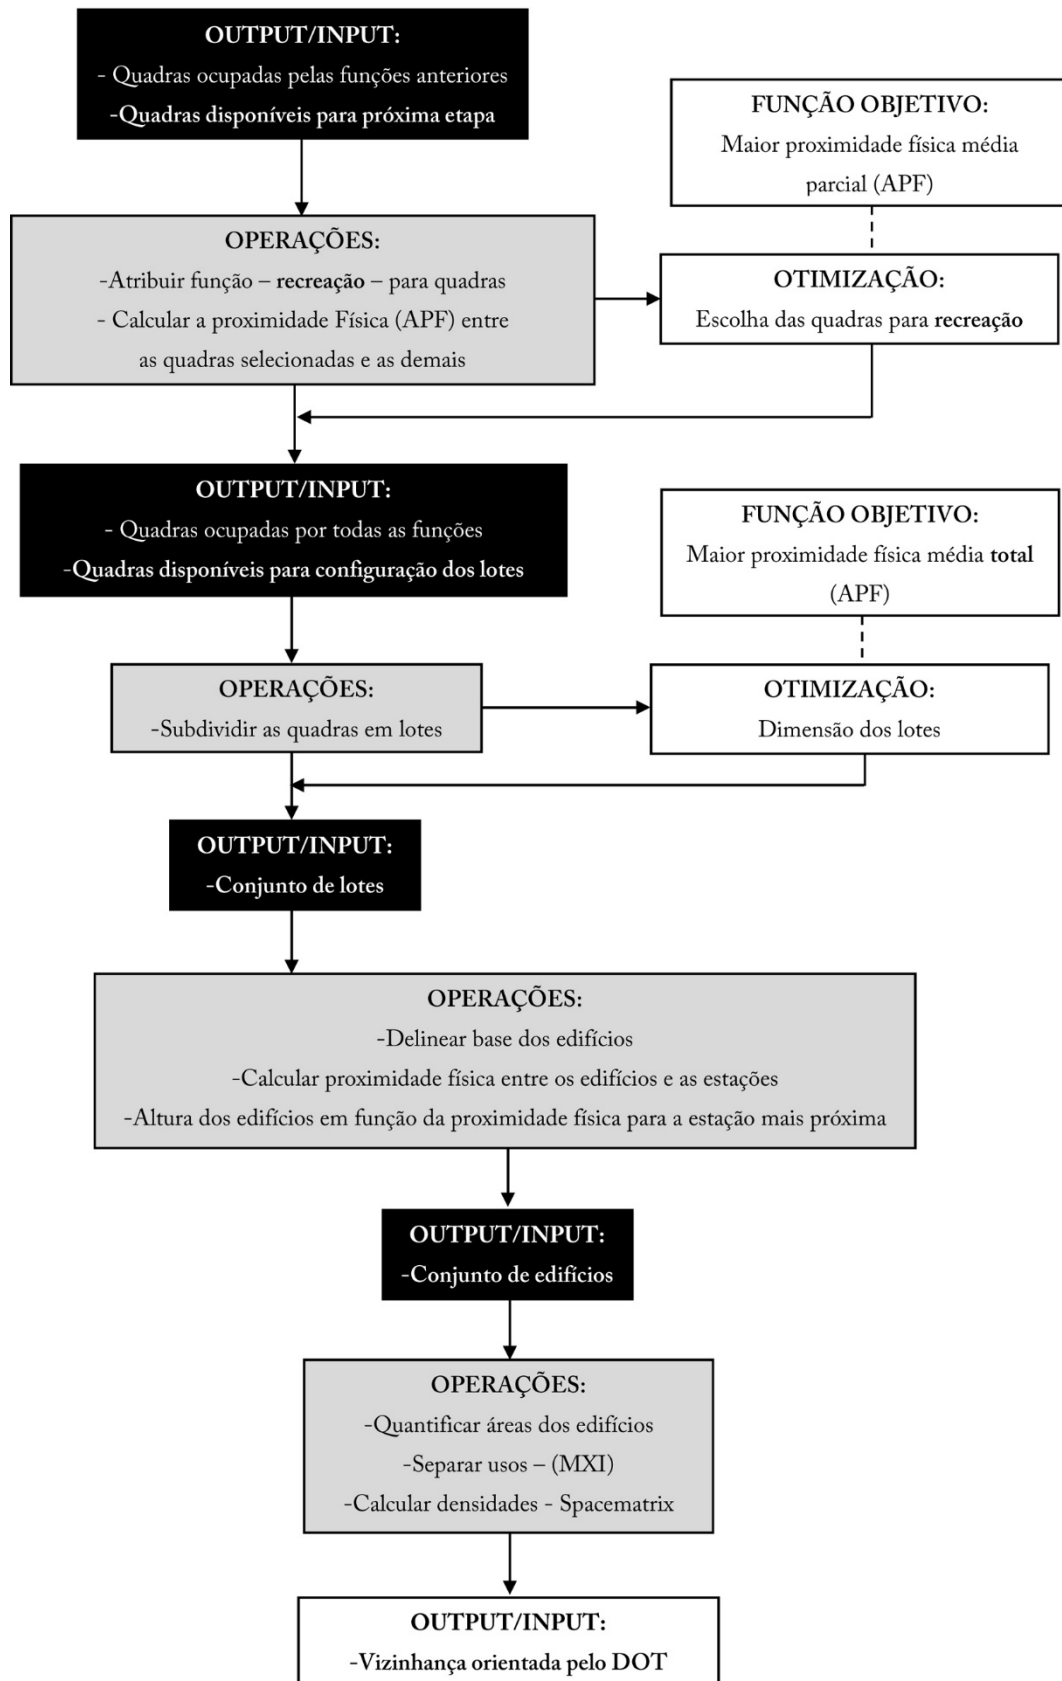 OUTPUT/INPUT:
- Quadras ocupadas pelas funções anteriores
-Quadras disponíveis para próxima etapa
FUNÇÃO OBJETIVO:
Maior proximidade física média
parcial (APF)
OPERAÇÕES:
-Atribuir função – recreação – para quadras
- Calcular a proximidade Física (APF) entre
as quadras selecionadas e as demais
OTIMIZAÇÃO:
Escolha das quadras para recreação
OUTPUT/INPUT:
- Quadras ocupadas por todas as funções
-Quadras disponíveis para configuração dos lotes
FUNÇÃO OBJETIVO:
Maior proximidade física média total
(APF)
OPERAÇÕES:
-Subdividir as quadras em lotes
OTIMIZAÇÃO:
Dimensão dos lotes
OUTPUT/INPUT:
-Conjunto de lotes
OPERAÇÕES:
-Delinear base dos edifícios
-Calcular proximidade física entre os edifícios e as estações
-Altura dos edifícios em função da proximidade física para a estação mais próxima
OUTPUT/INPUT:
-Conjunto de edifícios
OPERAÇÕES:
-Quantificar áreas dos edifícios
-Separar usos – (MXI)
-Calcular densidades - Spacematrix
OUTPUT/INPUT:
-Vizinhança orientada pelo DOT